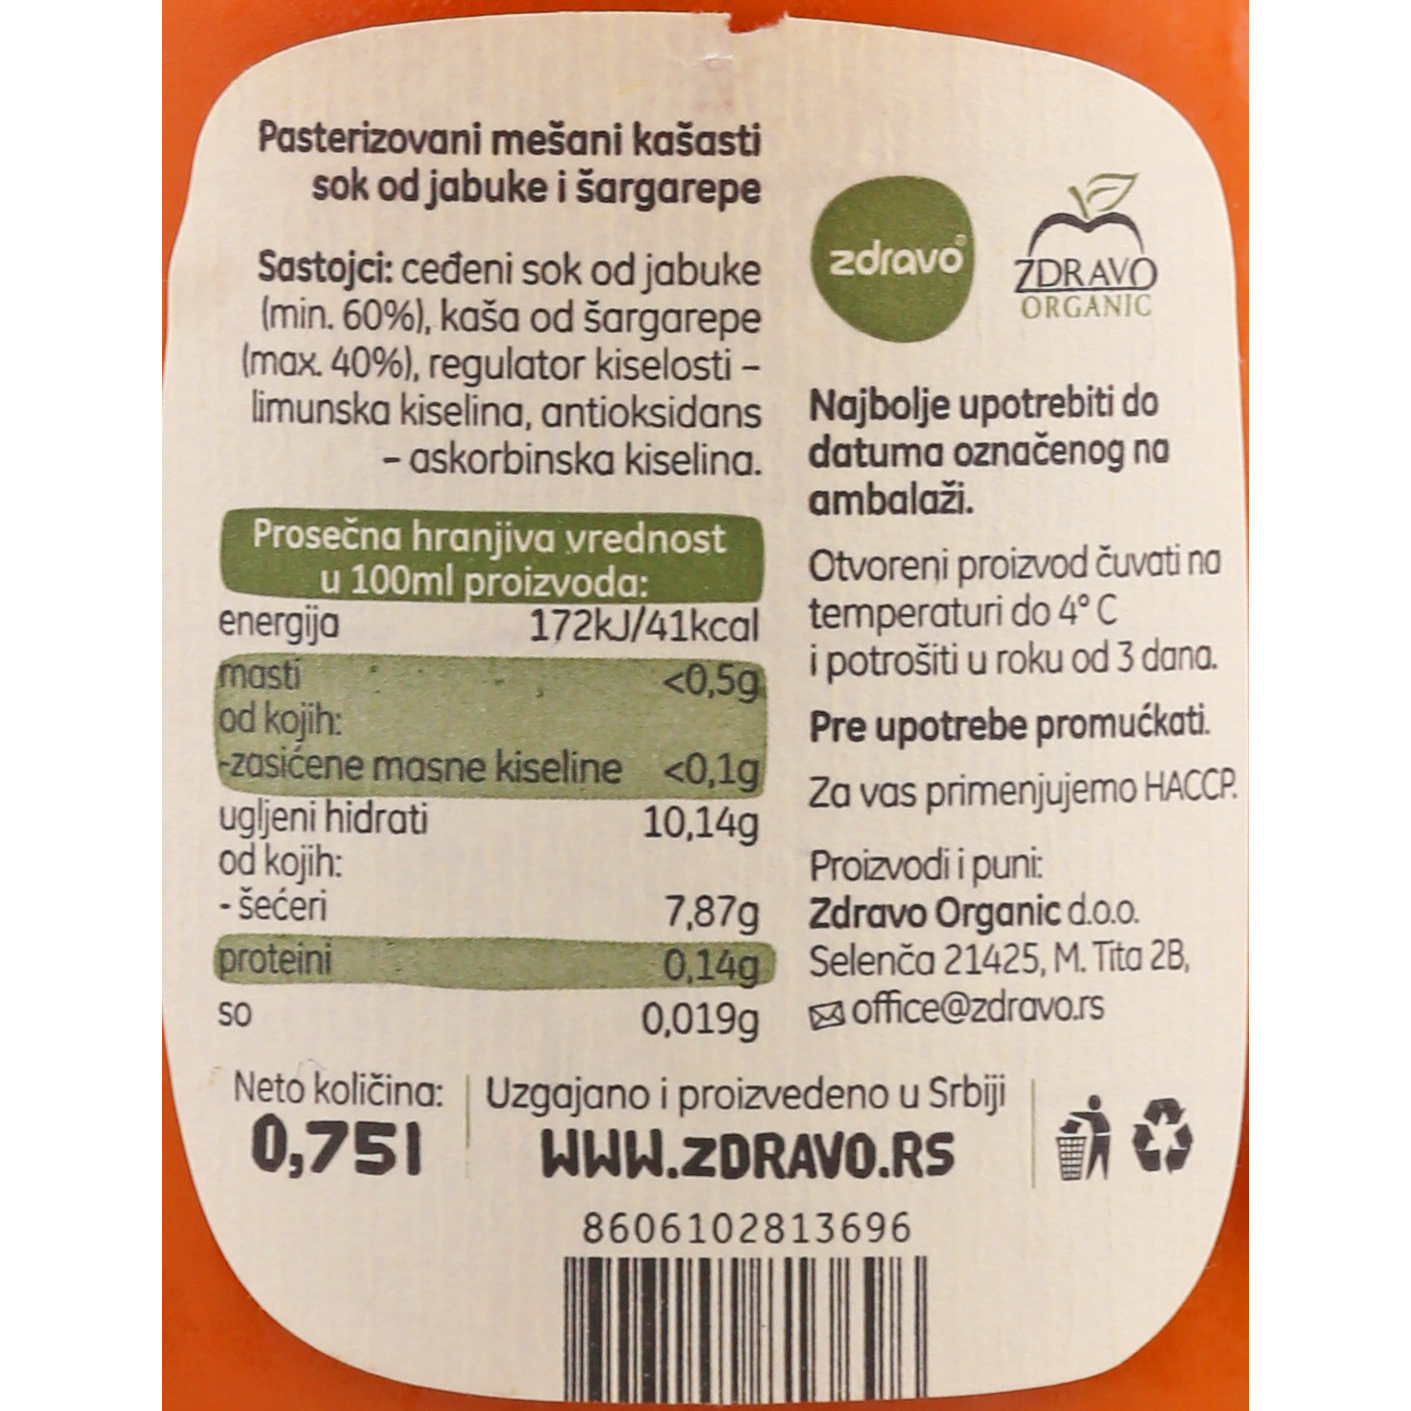 Pasterizovani mešani kašasti
sok od jabuke i šargarepe
Sastojci: ceđeni sok od jabuke
(min. 60%), kaša od šargarepe
(max. 40%), regulator kiselosti –
limunska kiselina, antioksidans
– askorbinska kiselina.
Prosečna hranjiva vrednost
u 100ml proizvoda:
energija 172kJ/41kcal
masti <0,5g
od kojih:
-zasićene masne kiseline <0,1g
ugljeni hidrati 10,14g
od kojih:
- šećeri 7,87g
proteini 0,14g
so 0,019g
zdravo®
ZDRAVO
ORGANIC
Najbolje upotrebiti do
datuma označenog na
ambalaži.
Otvoreni proizvod čuvati na
temperaturi do 4° C
i potrošiti u roku od 3 dana.
Pre upotrebe promućkati.
Za vas primenjujemo HACCP.
Proizvodi i puni:
Zdravo Organic d.o.o.
Selenča 21425, M. Tita 2B,
office@zdravo.rs
Neto količina:
0,75l
Uzgajano i proizvedeno u Srbiji
WWW.ZDRAVO.RS
8606102813696